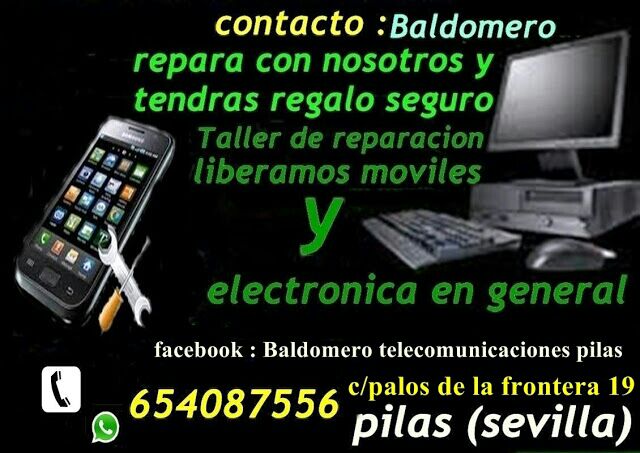 contacto : Baldomero
repara con nosotros y
tendras regalo seguro
Taller de reparacion
liberamos moviles
y
electronica en general
facebook : Baldomero telecomunicaciones pilas
c/palos de la frontera 19
654087556
pilas (sevilla)